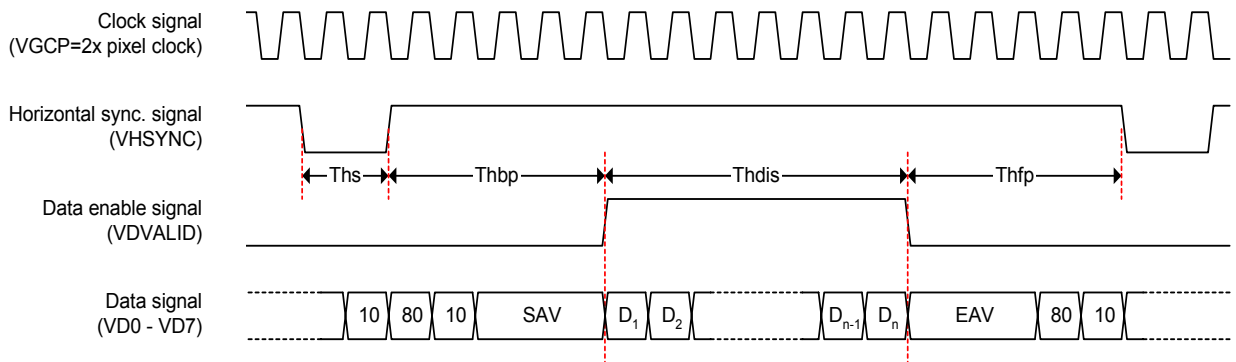 Clock signal
(VGCP=2x pixel clock)
Horizontal sync. signal
(VHSYNC)
Ths Thbp Thdis Thfp
Data enable signal
(VDVALID)
Data signal
(VD0 - VD7)
10 80 10 SAV D1 D2 Dn-1 Dn EAV 80 10